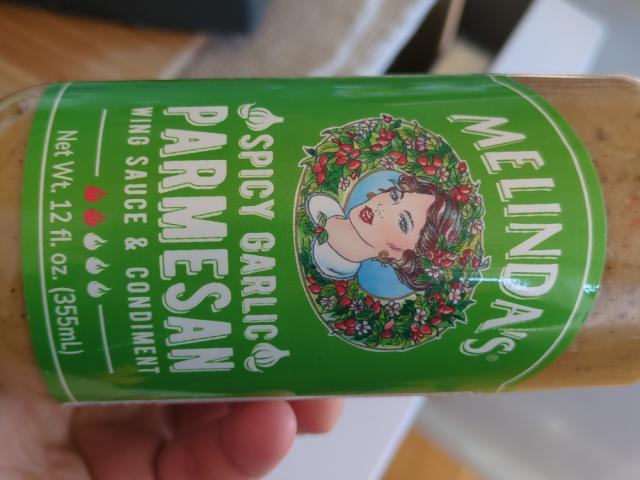 MELINDA'S®
SPICY GARLIC
PARMESAN
WING SAUCE & CONDIMENT
Net Wt. 12 fl. oz. (355mL)